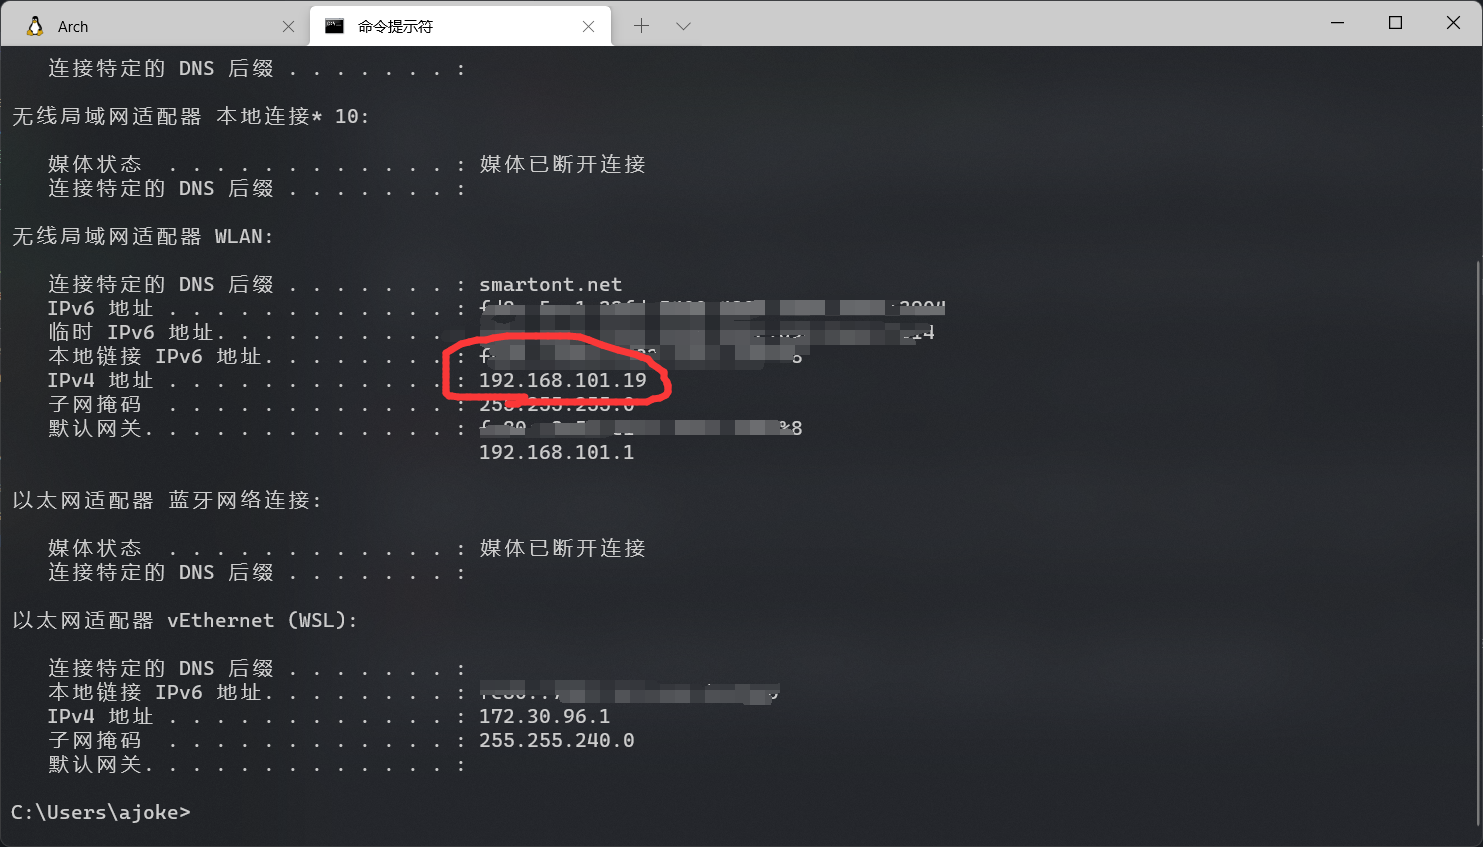 Arch
命令提示符
连接特定的 DNS 后缀 . . . . . . . :
无线局域网适配器 本地连接* 10:
媒体状态 . . . . . . . . . . . . : 媒体已断开连接
连接特定的 DNS 后缀 . . . . . . . :
无线局域网适配器 WLAN:
连接特定的 DNS 后缀 . . . . . . . : smartont.net
IPv6 地址 . . . . . . . . . . . . :
临时 IPv6 地址. . . . . . . . . .
本地链接 IPv6 地址. . . . . . . . :
IPv4 地址 . . . . . . . . . . . . : 192.168.101.19
子网掩码 . . . . . . . . . . . . : 255.255.255.0
默认网关. . . . . . . . . . . . . : %8
192.168.101.1
以太网适配器 蓝牙网络连接:
媒体状态 . . . . . . . . . . . . : 媒体已断开连接
连接特定的 DNS 后缀 . . . . . . . :
以太网适配器 vEthernet (WSL):
连接特定的 DNS 后缀 . . . . . . . :
本地链接 IPv6 地址. . . . . . . . :
IPv4 地址 . . . . . . . . . . . . : 172.30.96.1
子网掩码 . . . . . . . . . . . . : 255.255.240.0
默认网关. . . . . . . . . . . . . :
C:\Users\ajoke>